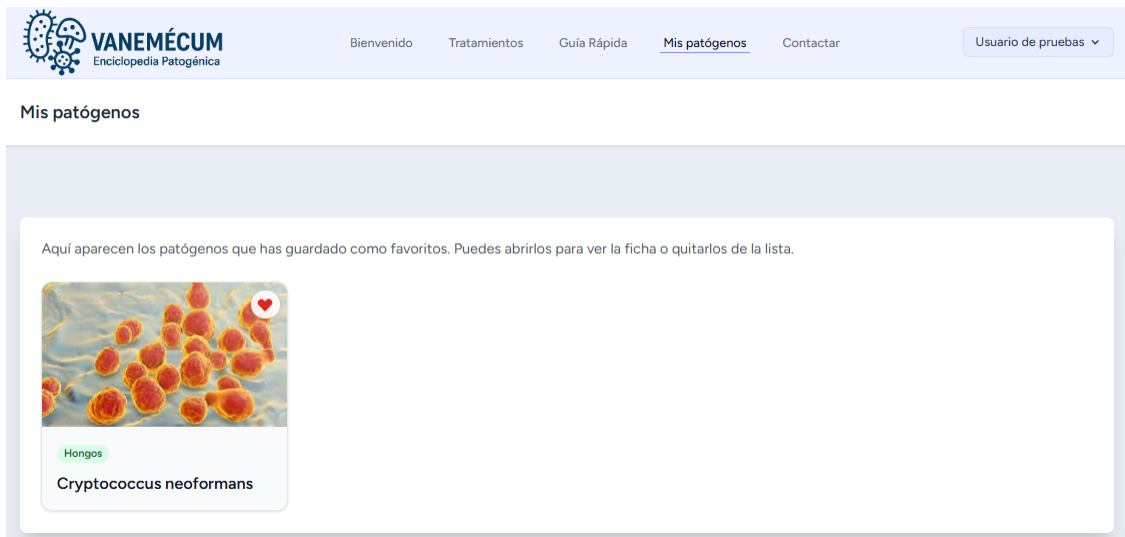 VANEMÉCUM
Enciclopedia Patogénica
Bienvenido
Tratamientos
Guía Rápida
Mis patógenos
Contactar
Usuario de pruebas
Mis patógenos
Aquí aparecen los patógenos que has guardado como favoritos. Puedes abrirlos para ver la ficha o quitarlos de la lista.
Hongos
Cryptococcus neoformans